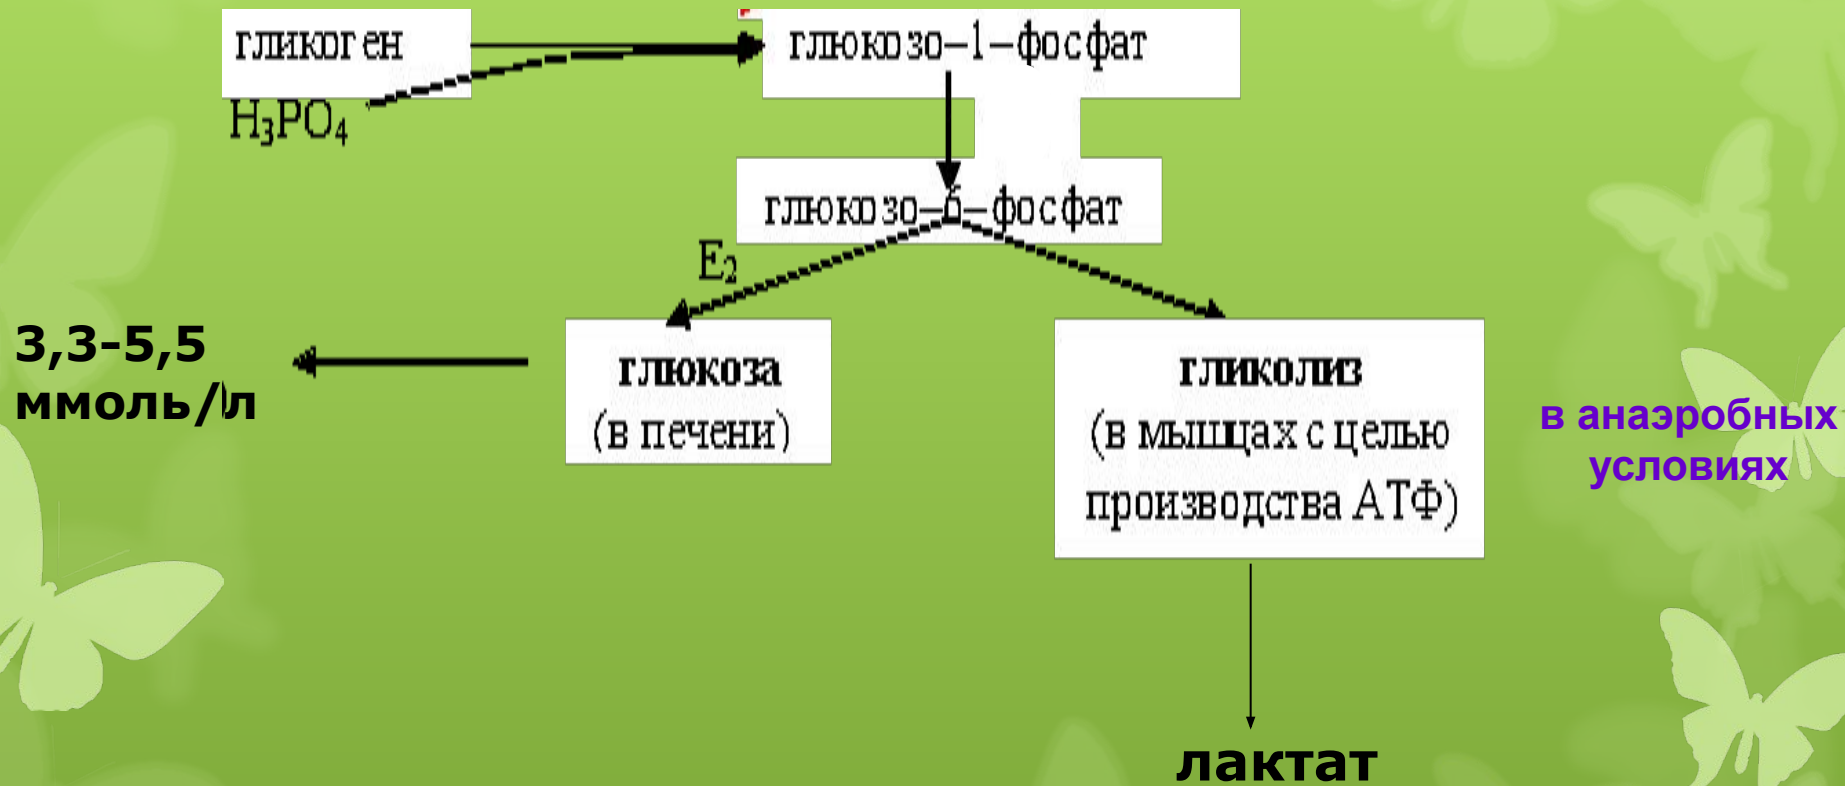 гликоген
глюкозо–1–фосфат
H₃PO₄
глюкозо–6–фосфат
E₂
3,3-5,5
ммоль/л
глюкоза
(в печени)
гликолиз
(в мышцах с целью
производства АТФ)
в анаэробных
условиях
лактат